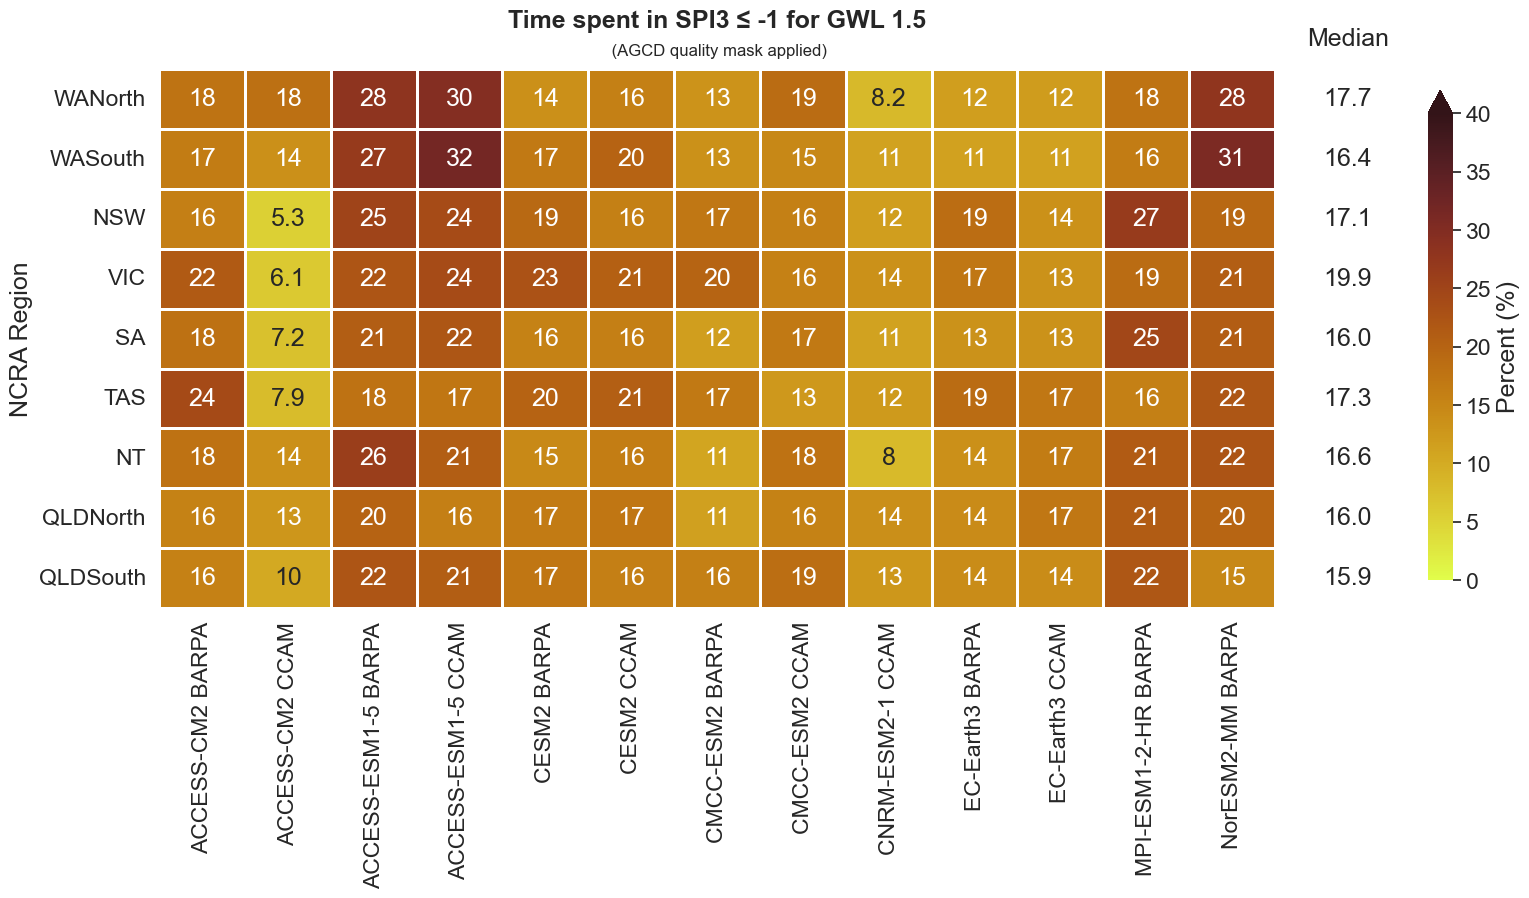 Time spent in SPI3 ≤ -1 for GWL 1.5
(AGCD quality mask applied)
Median
NCRA Region
WANorth 18 18 28 30 14 16 13 19 8.2 12 12 18 28 17.7
WASouth 17 14 27 32 17 20 13 15 11 11 11 16 31 16.4
NSW 16 5.3 25 24 19 16 17 16 12 19 14 27 19 17.1
VIC 22 6.1 22 24 23 21 20 16 14 17 13 19 21 19.9
SA 18 7.2 21 22 16 16 12 17 11 13 13 25 21 16.0
TAS 24 7.9 18 17 20 21 17 13 12 19 17 16 22 17.3
NT 18 14 26 21 15 16 11 18 8 14 17 21 22 16.6
QLDNorth 16 13 20 16 17 17 11 16 14 14 17 21 20 16.0
QLDSouth 16 10 22 21 17 16 16 19 13 14 14 22 15 15.9
ACCESS-CM2 BARPA
ACCESS-CM2 CCAM
ACCESS-ESM1-5 BARPA
ACCESS-ESM1-5 CCAM
CESM2 BARPA
CESM2 CCAM
CMCC-ESM2 BARPA
CMCC-ESM2 CCAM
CNRM-ESM2-1 CCAM
EC-Earth3 BARPA
EC-Earth3 CCAM
MPI-ESM1-2-HR BARPA
NorESM2-MM BARPA
40
35
30
25
20
15
10
5
0
Percent (%)